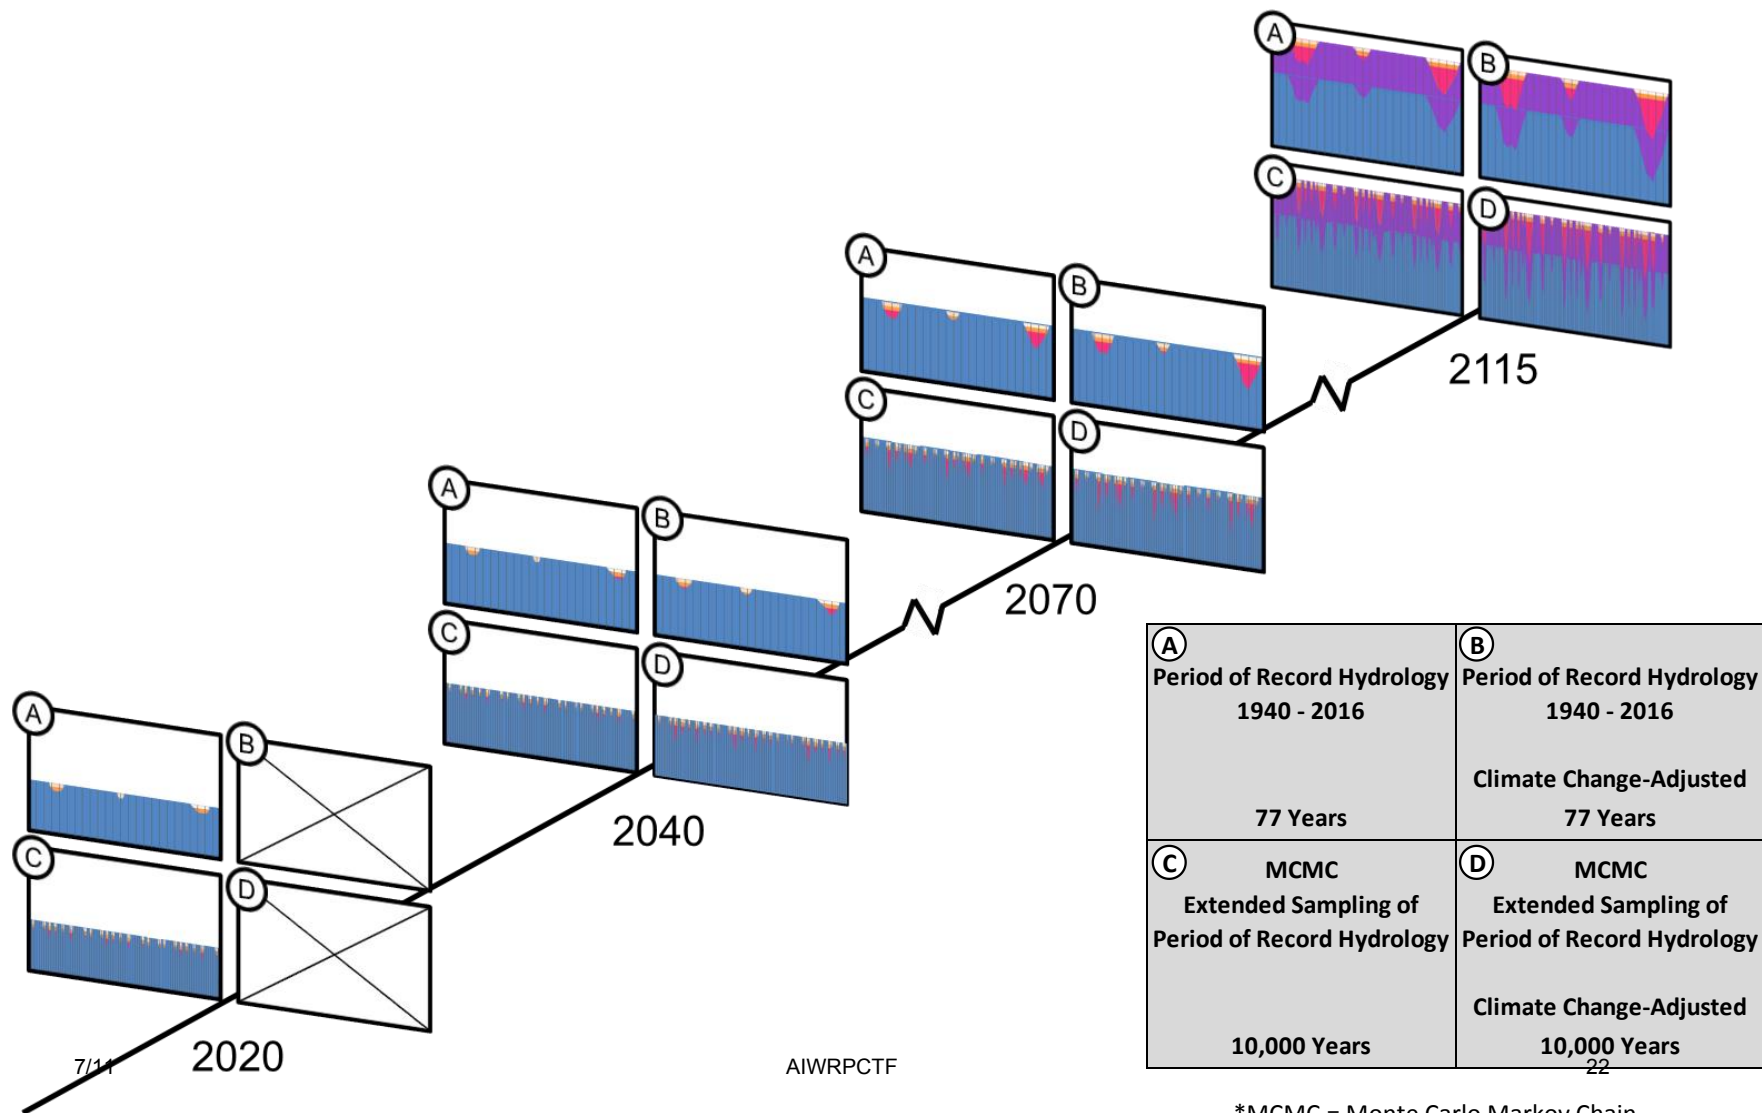 A
B
C
D
2115
A
B
C
D
2070
A
B
C
D
2040
A
B
C
D
2020
A
Period of Record Hydrology
1940 - 2016
77 Years
B
Period of Record Hydrology
1940 - 2016
Climate Change-Adjusted
77 Years
C
MCMC
Extended Sampling of
Period of Record Hydrology
10,000 Years
D
MCMC
Extended Sampling of
Period of Record Hydrology
Climate Change-Adjusted
10,000 Years
7/11
AIWRPCTF
22
*MCMC = Monte Carlo Markov Chain